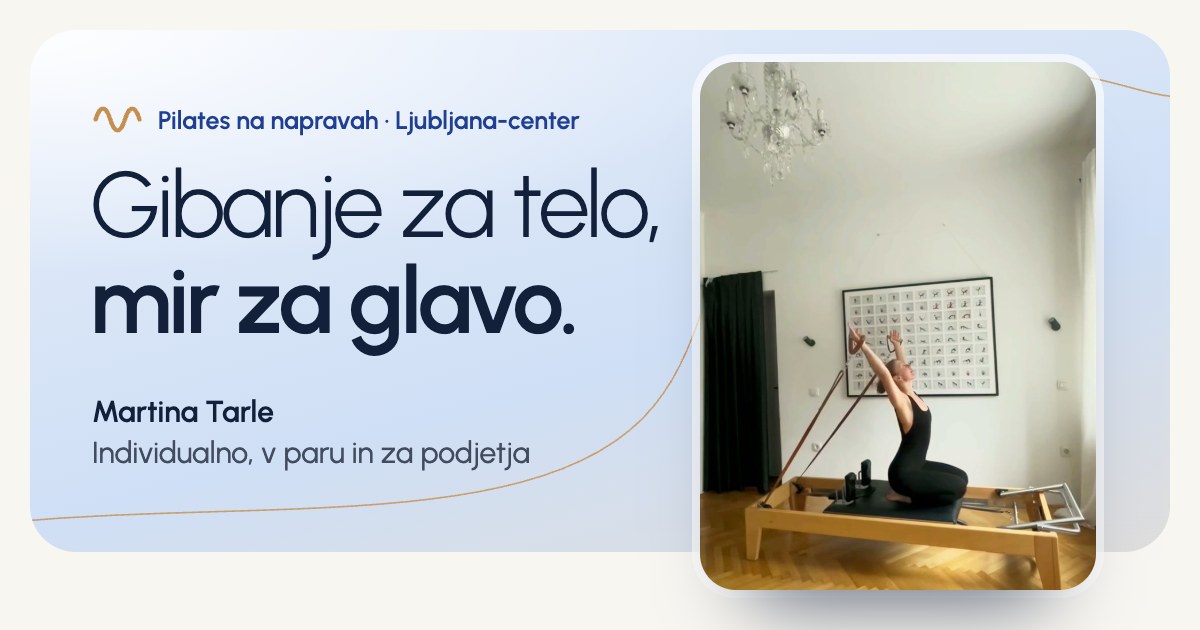 Pilates na napravah · Ljubljana-center
Gibanje za telo,
mir za glavo.
Martina Tarle
Individualno, v paru in za podjetja